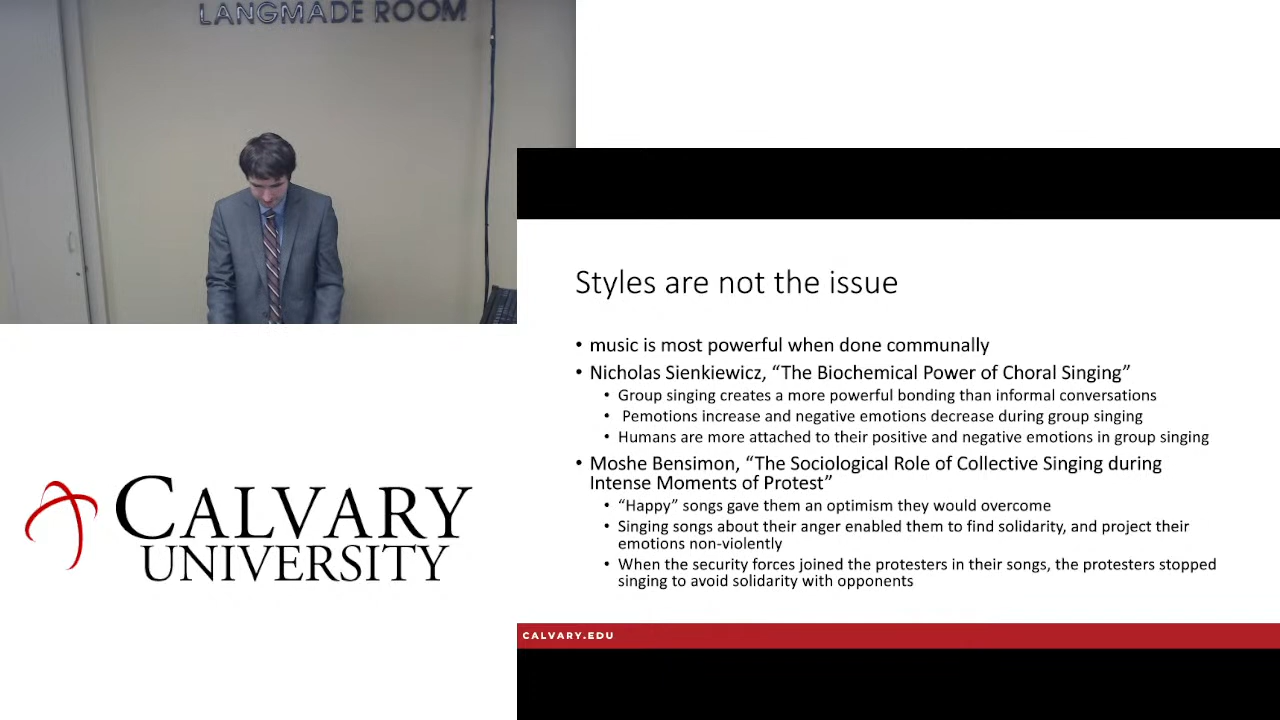 LANGMADE ROOM
Styles are not the issue
• music is most powerful when done communally
• Nicholas Sienkiewicz, “The Biochemical Power of Choral Singing”
• Group singing creates a more powerful bonding than informal conversations
• Pemotions increase and negative emotions decrease during group singing
• Humans are more attached to their positive and negative emotions in group singing
• Moshe Bensimon, “The Sociological Role of Collective Singing during
Intense Moments of Protest”
• “Happy” songs gave them an optimism they would overcome
• Singing songs about their anger enabled them to find solidarity, and project their
emotions non-violently
• When the security forces joined the protesters in their songs, the protesters stopped
singing to avoid solidarity with opponents
CALVARY.EDU
CALVARY
UNIVERSITY